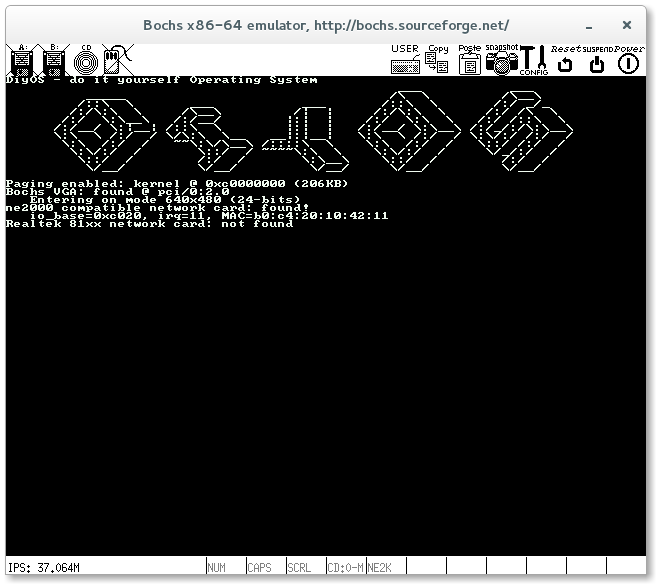 Bochs x86-64 emulator, http://bochs.sourceforge.net/
A: B: CD USER Copy Paste snapshot CONFIG Reset SUSPEND Power
DiyOS - do it yourself Operating System
Paging enabled: kernel @ 0xc0000000 (206KB)
Bochs VGA: found @ pci/0:2.0
Entering on mode 640x480 (24-bits)
ne2000 compatible network card: found!
io_base=0xc020, irq=11, MAC=b0:c4:20:10:42:11
Realtek 81xx network card: not found
IPS: 37.064M NUM CAPS SCRL CD:0-M NE2K